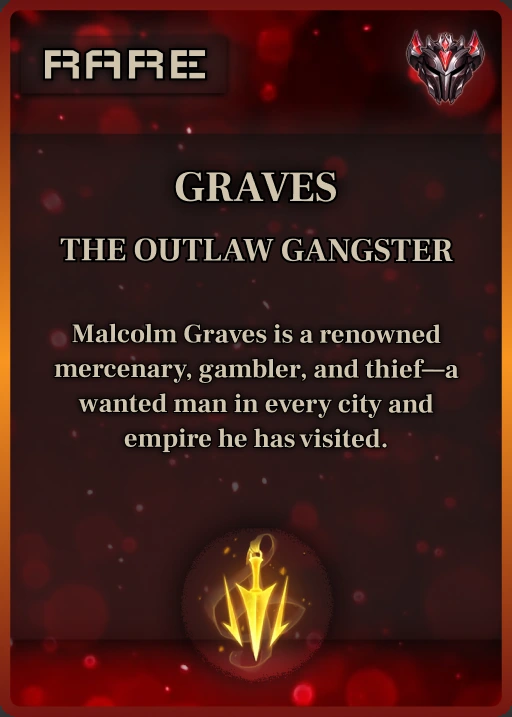 RARE
GRAVES
THE OUTLAW GANGSTER
Malcolm Graves is a renowned
mercenary, gambler, and thief—a
wanted man in every city and
empire he has visited.